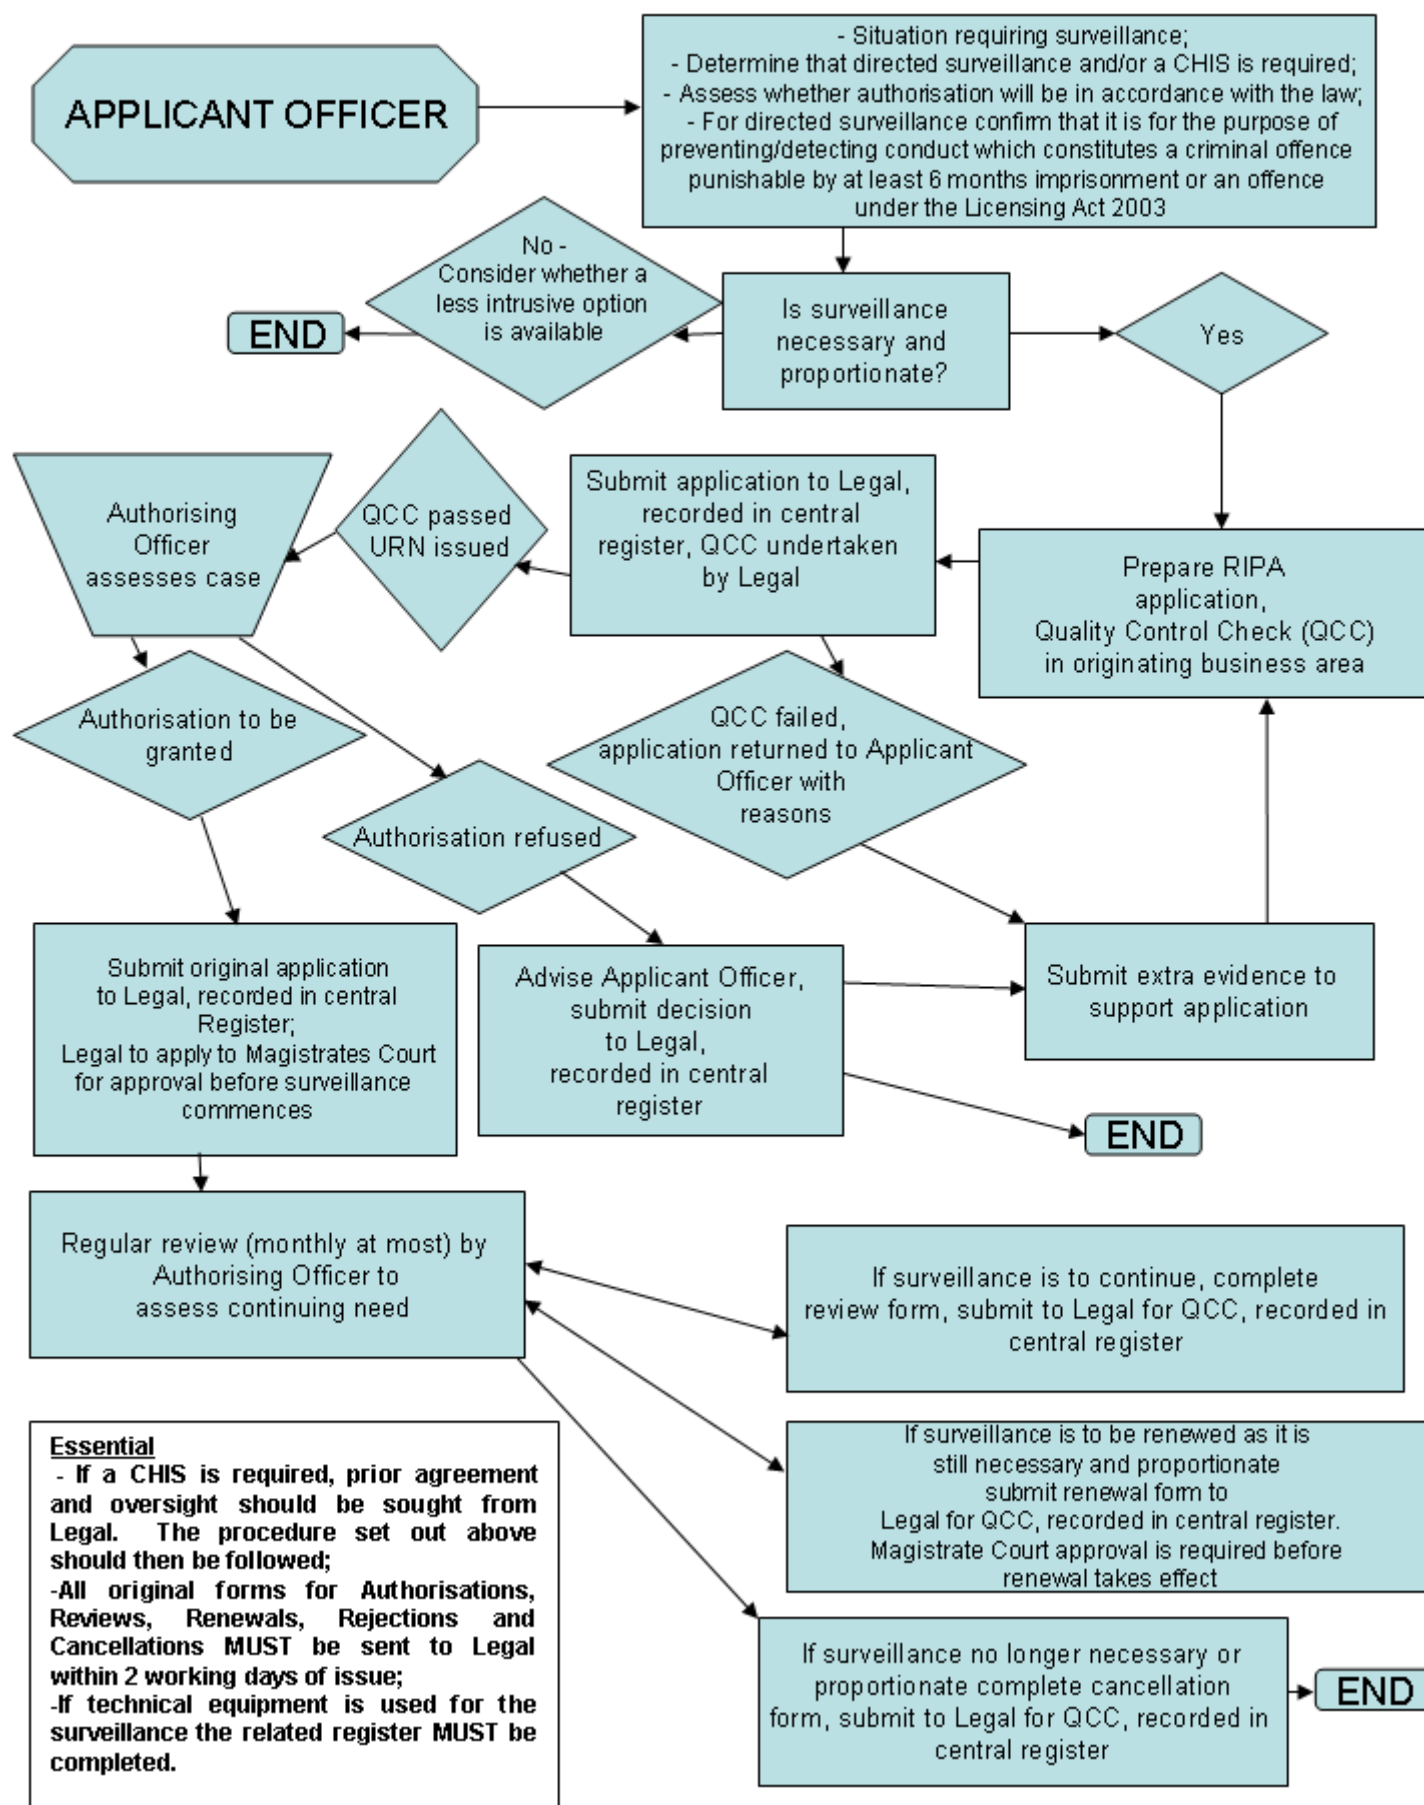 APPLICANT OFFICER
- Situation requiring surveillance;
- Determine that directed surveillance and/or a CHIS is required;
- Assess whether authorisation will be in accordance with the law;
- For directed surveillance confirm that it is for the purpose of
preventing/detecting conduct which constitutes a criminal offence
punishable by at least 6 months imprisonment or an offence
under the Licensing Act 2003
No -
Consider whether a
less intrusive option
is available
END
Is surveillance
necessary and
proportionate?
Yes
Authorising
Officer
assesses case
QCC passed
URN issued
Submit application to Legal,
recorded in central
register, QCC undertaken
by Legal
Prepare RIPA
application,
Quality Control Check (QCC)
in originating business area
Authorisation to be
granted
QCC failed,
application returned to Applicant
Officer with
reasons
Authorisation refused
Submit original application
to Legal, recorded in central
Register;
Legal to apply to Magistrates Court
for approval before surveillance
commences
Advise Applicant Officer,
submit decision
to Legal,
recorded in central
register
Submit extra evidence to
support application
END
Regular review (monthly at most) by
Authorising Officer to
assess continuing need
If surveillance is to continue, complete
review form, submit to Legal for QCC, recorded in
central register
If surveillance is to be renewed as it is
still necessary and proportionate
submit renewal form to
Legal for QCC, recorded in central register.
Magistrate Court approval is required before
renewal takes effect
If surveillance no longer necessary or
proportionate complete cancellation
form, submit to Legal for QCC, recorded in
central register
END
Essential
- If a CHIS is required, prior agreement
and oversight should be sought from
Legal. The procedure set out above
should then be followed;
-All original forms for Authorisations,
Reviews, Renewals, Rejections and
Cancellations MUST be sent to Legal
within 2 working days of issue;
-If technical equipment is used for the
surveillance the related register MUST be
completed.